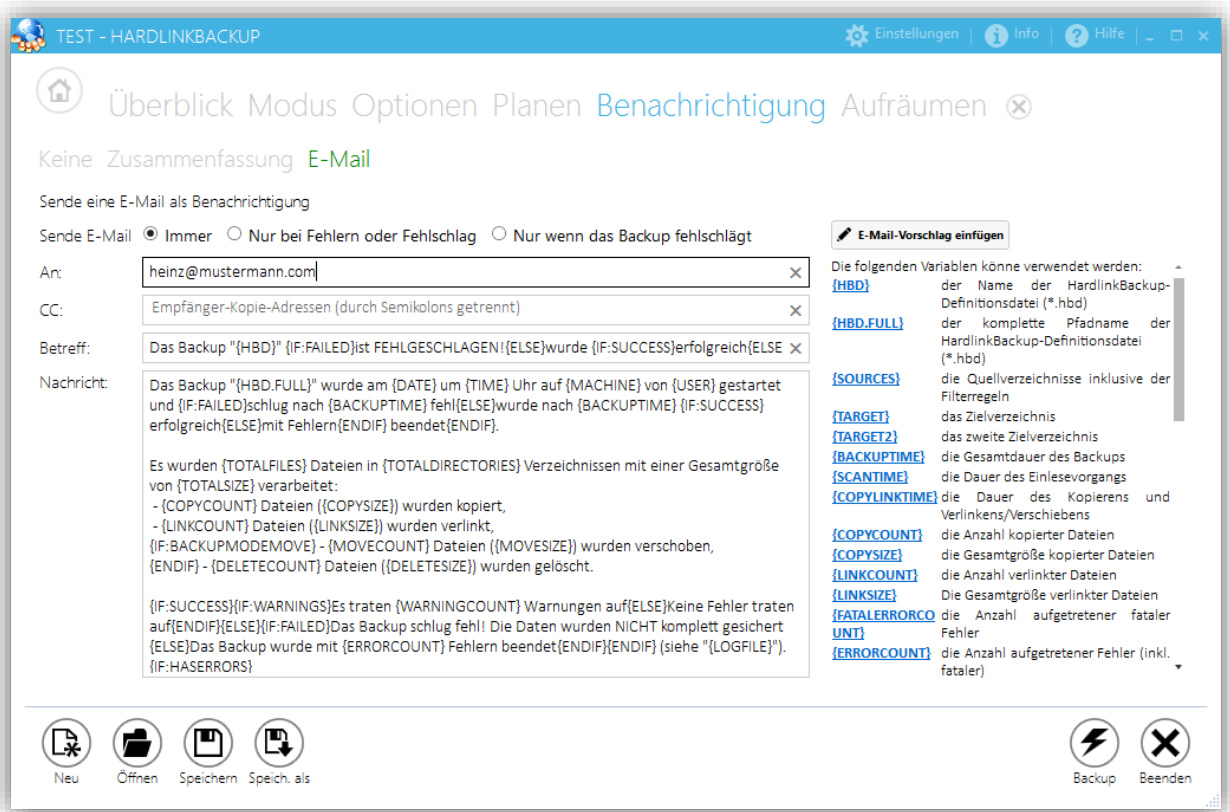 TEST - HARDLINKBACKUP
Einstellungen | Info | Hilfe
Überblick Modus Optionen Planen Benachrichtigung Aufräumen
Keine Zusammenfassung E-Mail
Sende eine E-Mail als Benachrichtigung
Sende E-Mail Immer Nur bei Fehlern oder Fehlschlag Nur wenn das Backup fehlschlägt
An: heinz@mustermann.com
CC: Empfänger-Kopie-Adressen (durch Semikolons getrennt)
Betreff: Das Backup "{HBD}" {IF:FAILED}ist FEHLGESCHLAGEN!{ELSE}wurde {IF:SUCCESS}erfolgreich{ELSE
Nachricht: Das Backup "{HBD.FULL}" wurde am {DATE} um {TIME} Uhr auf {MACHINE} von {USER} gestartet
und {IF:FAILED}schlug nach {BACKUPTIME} fehl{ELSE}wurde nach {BACKUPTIME} {IF:SUCCESS}
erfolgreich{ELSE}mit Fehlern{ENDIF} beendet{ENDIF}.
Es wurden {TOTALFILES} Dateien in {TOTALDIRECTORIES} Verzeichnissen mit einer Gesamtgröße
von {TOTALSIZE} verarbeitet:
- {COPYCOUNT} Dateien ({COPYSIZE}) wurden kopiert,
- {LINKCOUNT} Dateien ({LINKSIZE}) wurden verlinkt,
{IF:BACKUPMODEMOVE} - {MOVECOUNT} Dateien ({MOVESIZE}) wurden verschoben,
{ENDIF} - {DELETECOUNT} Dateien ({DELETESIZE}) wurden gelöscht.
{IF:SUCCESS}{IF:WARNINGS}Es traten {WARNINGCOUNT} Warnungen auf{ELSE}Keine Fehler traten
auf{ENDIF}{ELSE}{IF:FAILED}Das Backup schlug fehl! Die Daten wurden NICHT komplett gesichert
{ELSE}Das Backup wurde mit {ERRORCOUNT} Fehlern beendet{ENDIF}{ENDIF} (siehe "{LOGFILE}").
{IF:HASERRORS}
E-Mail-Vorschlag einfügen
Die folgenden Variablen könne verwendet werden:
{HBD} der Name der HardlinkBackup-
Definitionsdatei (*.hbd)
{HBD.FULL} der komplette Pfadname der
HardlinkBackup-Definitionsdatei
(*.hbd)
{SOURCES} die Quellverzeichnisse inklusive der
Filterregeln
{TARGET} das Zielverzeichnis
{TARGET2} das zweite Zielverzeichnis
{BACKUPTIME} die Gesamtdauer des Backups
{SCANTIME} die Dauer des Einlesevorgangs
{COPYLINKTIME} die Dauer des Kopierens und
Verlinkens/Verschiebens
{COPYCOUNT} die Anzahl kopierter Dateien
{COPYSIZE} die Gesamtgröße kopierter Dateien
{LINKCOUNT} die Anzahl verlinkter Dateien
{LINKSIZE} Die Gesamtgröße verlinkter Dateien
{FATALERRORCO die Anzahl aufgetretener fataler
UNT} Fehler
{ERRORCOUNT} die Anzahl aufgetretener Fehler (inkl.
fataler)
Neu Öffnen Speichern Speich. als Backup Beenden